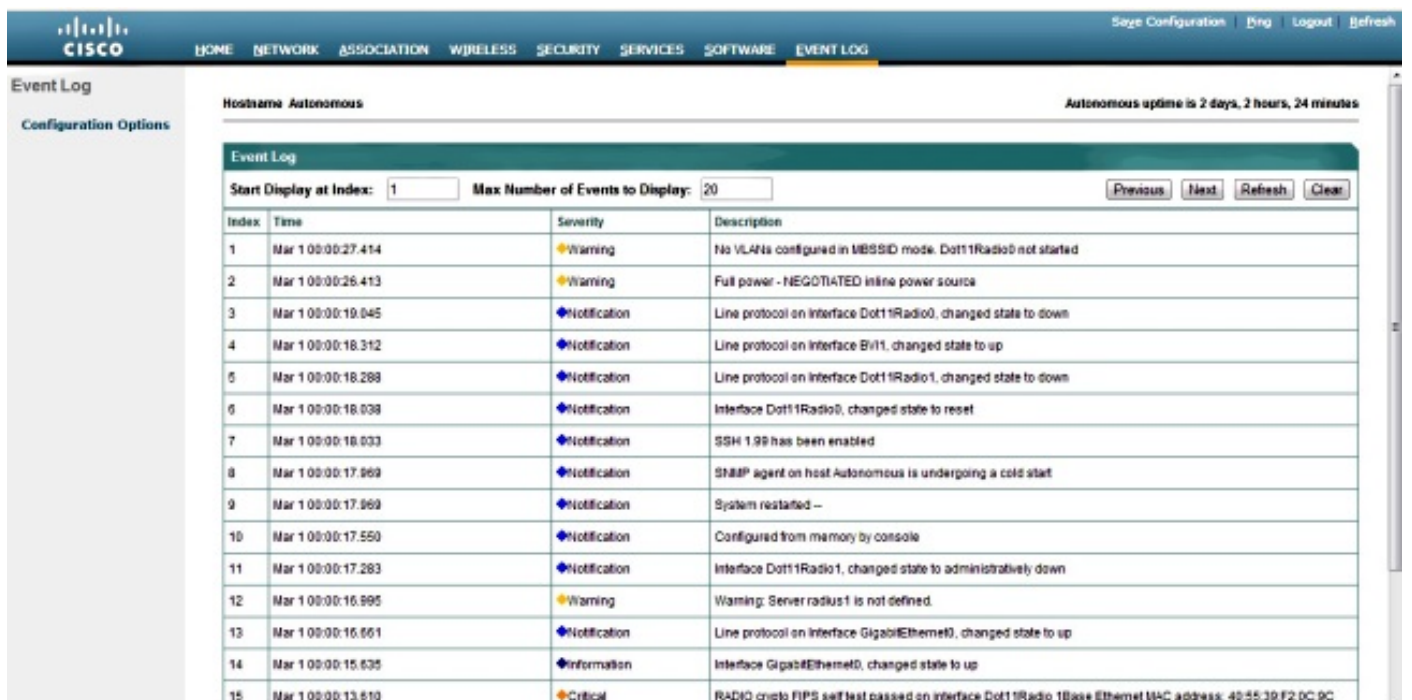 Save Configuration | Ping | Logout | Refresh
CISCO
HOME NETWORK ASSOCIATION WIRELESS SECURITY SERVICES SOFTWARE EVENT LOG
Event Log
Configuration Options
Hostname Autonomous Autonomous uptime is 2 days, 2 hours, 24 minutes
Event Log
Start Display at Index: 1 Max Number of Events to Display: 20 Previous Next Refresh Clear
Index Time Severity Description
1 Mar 1 00:00:27.414 Warning No VLANs configured in MBSSID mode. Dot11Radio0 not started
2 Mar 1 00:00:26.413 Warning Full power - NEGOTIATED inline power source
3 Mar 1 00:00:19.045 Notification Line protocol on Interface Dot11Radio0, changed state to down
4 Mar 1 00:00:18.312 Notification Line protocol on Interface BVI1, changed state to up
5 Mar 1 00:00:18.288 Notification Line protocol on Interface Dot11Radio1, changed state to down
6 Mar 1 00:00:18.038 Notification Interface Dot11Radio0, changed state to reset
7 Mar 1 00:00:18.033 Notification SSH 1.99 has been enabled
8 Mar 1 00:00:17.969 Notification SNMP agent on host Autonomous is undergoing a cold start
9 Mar 1 00:00:17.969 Notification System restarted --
10 Mar 1 00:00:17.550 Notification Configured from memory by console
11 Mar 1 00:00:17.283 Notification Interface Dot11Radio1, changed state to administratively down
12 Mar 1 00:00:16.995 Warning Warning: Server radius1 is not defined.
13 Mar 1 00:00:16.661 Notification Line protocol on Interface GigabitEthernet0, changed state to up
14 Mar 1 00:00:15.635 Information Interface GigabitEthernet0, changed state to up
15 Mar 1 00:00:13.610 Critical RADIO crypto FIPS self test passed on interface Dot11Radio 1Base Ethernet MAC address: 40:55:39:F2:0C:9C